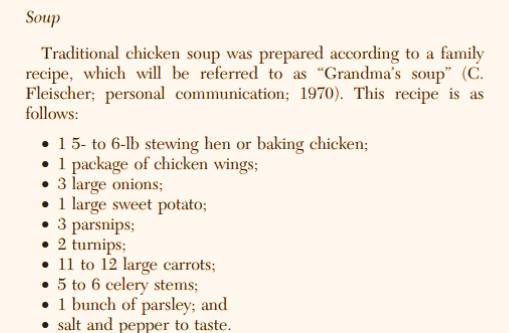 Soup
Traditional chicken soup was prepared according to a family
recipe, which will be referred to as “Grandma’s soup” (C.
Fleischer; personal communication; 1970). This recipe is as
follows:
• 1 5- to 6-lb stewing hen or baking chicken;
• 1 package of chicken wings;
• 3 large onions;
• 1 large sweet potato;
• 3 parsnips;
• 2 turnips;
• 11 to 12 large carrots;
• 5 to 6 celery stems;
• 1 bunch of parsley; and
• salt and pepper to taste.